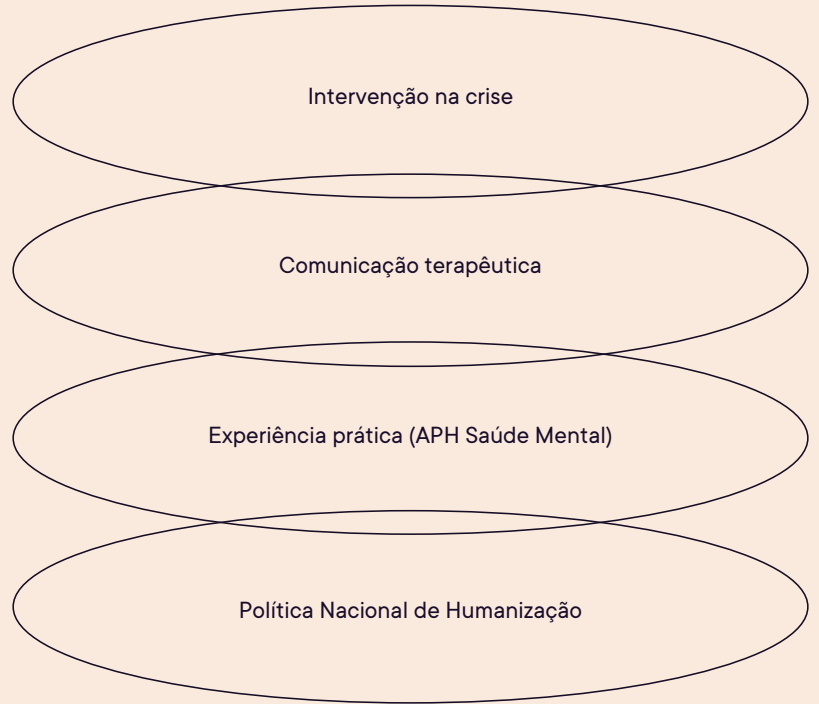 Intervenção na crise
Comunicação terapêutica
Experiência prática (APH Saúde Mental)
Política Nacional de Humanização